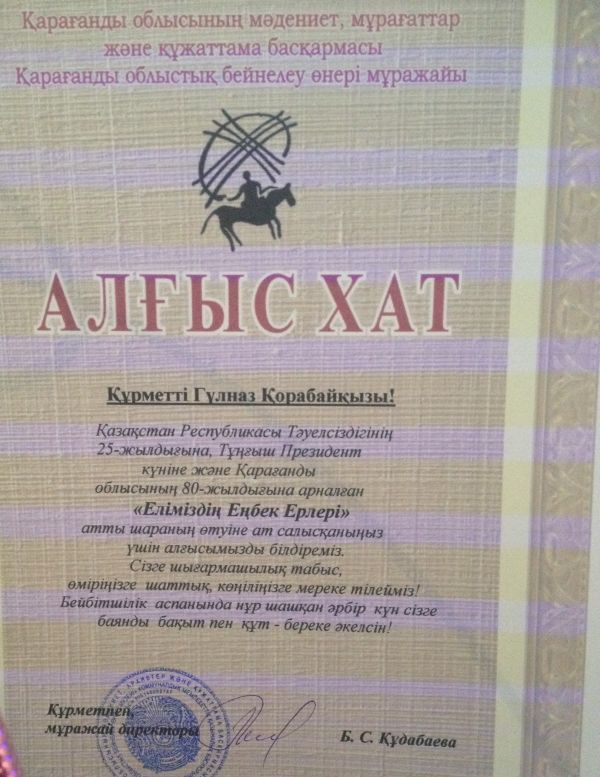 Қарағанды облысының мәдениет, мұрағаттар
және құжаттама басқармасы
Қарағанды облыстық бейнелеу өнері мұражайы
АЛҒЫС ХАТ
Құрметті Гүлназ Қорабайқызы!
Қазақстан Республикасы Тәуелсіздігінің
25-жылдығына, Тұңғыш Президент
күніне және Қарағанды
облысының 80-жылдығына арналған
«Еліміздің Еңбек Ерлері»
атты шараның өтуіне ат салысқаныңыз
үшін алғысымызды білдіреміз.
Сізге шығармашылық табыс,
өміріңізге шаттық, көңіліңізге мереке тілейміз!
Бейбітшілік аспанында нұр шашқан әрбір күн сізге
баянды бақыт пен құт - береке әкелсін!
Құрметпен,
мұражай директоры
Б. С. Құдабаева